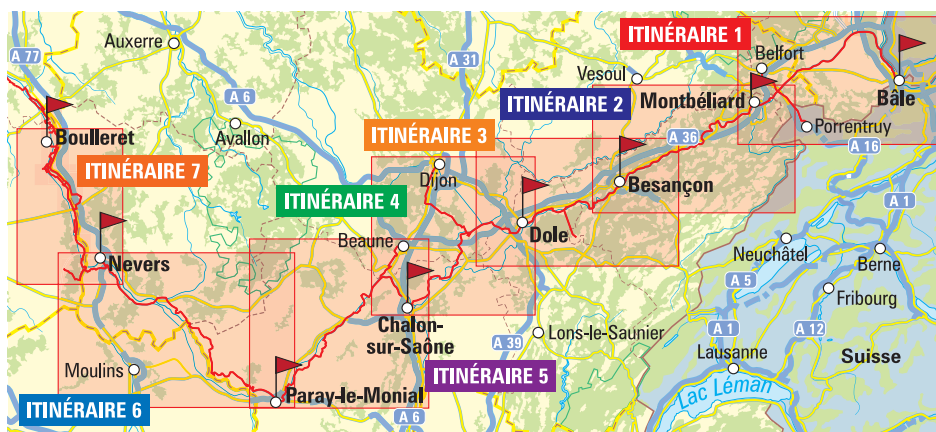 ITINÉRAIRE 1
Auxerre
A 77
A 31
Belfort
Vesoul
A 6
ITINÉRAIRE 2
Montbéliard
Bâle
Avallon
Boulleret
ITINÉRAIRE 3
A 36
Porrentruy
A 16
ITINÉRAIRE 7
Dijon
Besançon
ITINÉRAIRE 4
A 1
Dole
Beaune
Neuchâtel
Berne
Nevers
A 5
Fribourg
Chalon-
sur-Saône
Lons-le-Saunier
A 1
A 12
A 39
Lausanne
Suisse
Moulins
ITINÉRAIRE 5
Lac Léman
Paray-le-Monial
ITINÉRAIRE 6
A 6